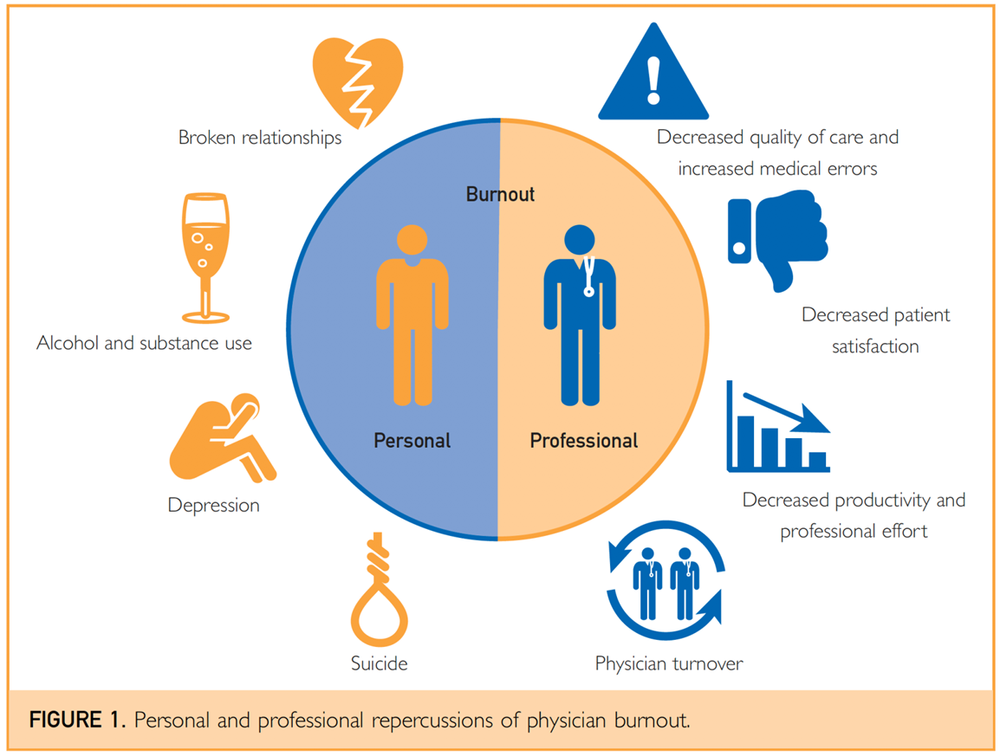 Broken relationships
Alcohol and substance use
Depression
Suicide
Burnout
Personal
Professional
Decreased quality of care and
increased medical errors
Decreased patient
satisfaction
Decreased productivity and
professional effort
Physician turnover
FIGURE 1. Personal and professional repercussions of physician burnout.